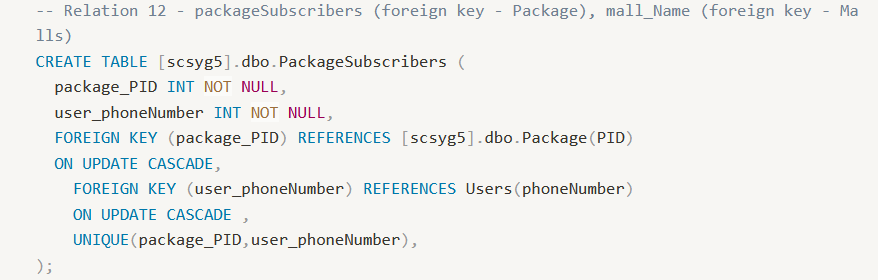 -- Relation 12 - packageSubscribers (foreign key - Package), mall_Name (foreign key - Ma
lls)
CREATE TABLE [scsyg5].dbo.PackageSubscribers (
  package_PID INT NOT NULL,
  user_phoneNumber INT NOT NULL,
  FOREIGN KEY (package_PID) REFERENCES [scsyg5].dbo.Package(PID)
  ON UPDATE CASCADE,
    FOREIGN KEY (user_phoneNumber) REFERENCES Users(phoneNumber)
    ON UPDATE CASCADE ,
    UNIQUE(package_PID,user_phoneNumber),
);